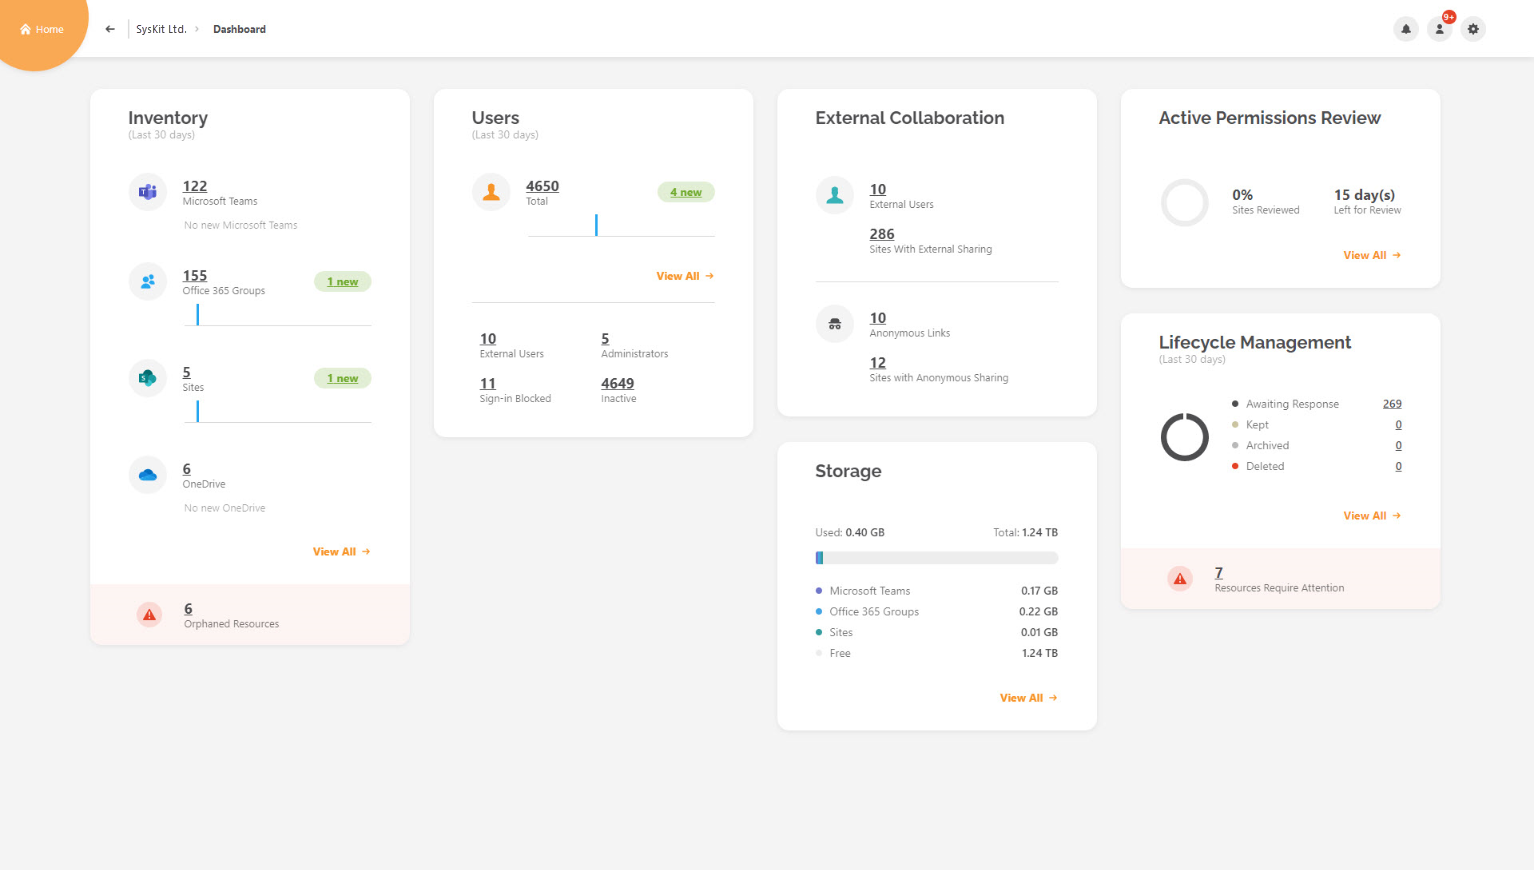 Home
SysKit Ltd. › Dashboard
9+
Inventory
(Last 30 days)
122
Microsoft Teams
No new Microsoft Teams
155
Office 365 Groups
1 new
5
Sites
1 new
6
OneDrive
No new OneDrive
View All →
6
Orphaned Resources
Users
(Last 30 days)
4650
Total
4 new
View All →
10
External Users
5
Administrators
11
Sign-in Blocked
4649
Inactive
External Collaboration
10
External Users
286
Sites With External Sharing
10
Anonymous Links
12
Sites with Anonymous Sharing
Storage
Used: 0.40 GB
Total: 1.24 TB
Microsoft Teams 0.17 GB
Office 365 Groups 0.22 GB
Sites 0.01 GB
Free 1.24 TB
View All →
Active Permissions Review
0%
Sites Reviewed
15 day(s)
Left for Review
View All →
Lifecycle Management
(Last 30 days)
Awaiting Response 269
Kept 0
Archived 0
Deleted 0
View All →
7
Resources Require Attention